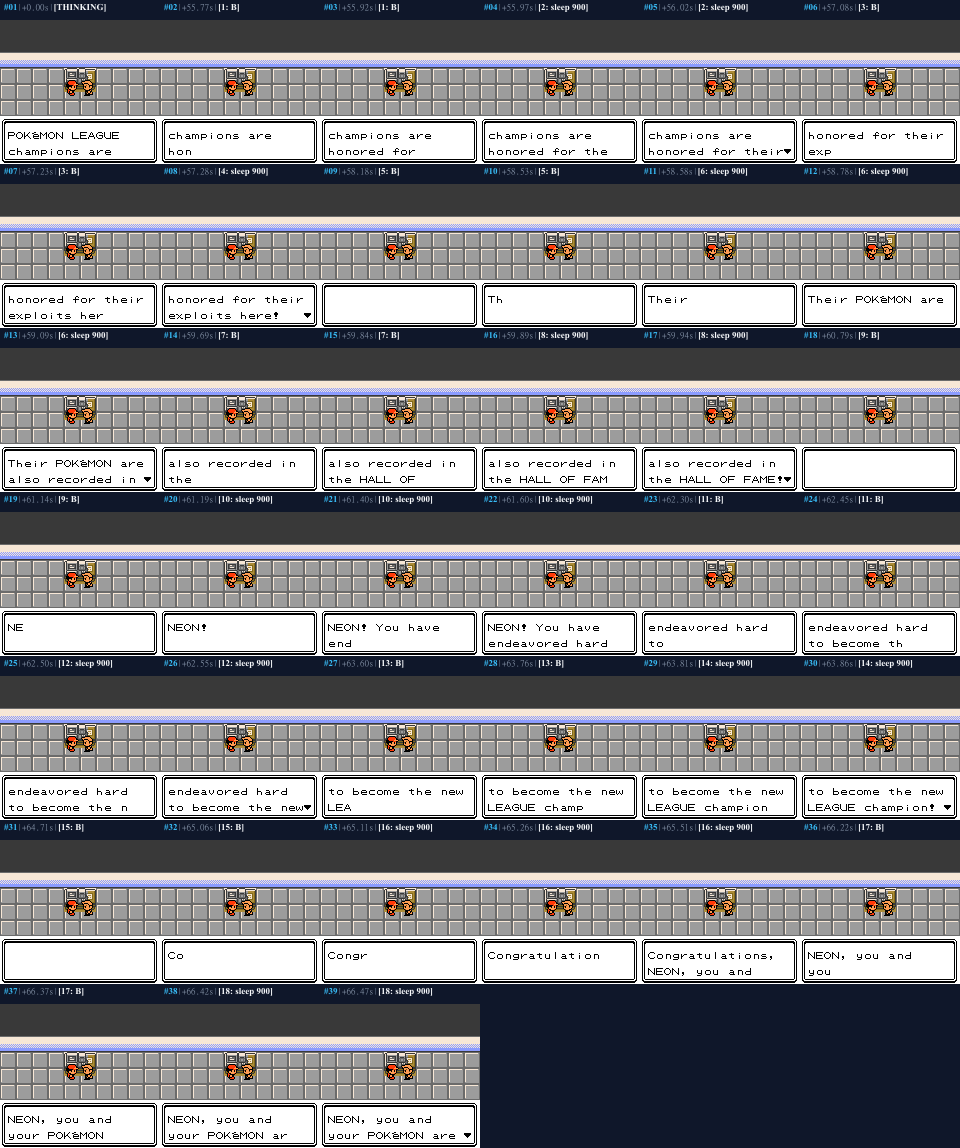 #01|+0.00s|[THINKING] #02|+55.77s|[1: B] #03|+55.92s|[1: B] #04|+55.97s|[2: sleep 900] #05|+56.02s|[2: sleep 900] #06|+57.08s|[3: B]
POKéMON LEAGUE
champions are
champions are
hon
champions are
honored for
champions are
honored for the
champions are
honored for their▼
honored for their
exp
#07|+57.23s|[3: B] #08|+57.28s|[4: sleep 900] #09|+58.18s|[5: B] #10|+58.53s|[5: B] #11|+58.58s|[6: sleep 900] #12|+58.78s|[6: sleep 900]
honored for their
exploits her
honored for their
exploits here! ▼
Th
Their
Their POKéMON are
#13|+59.09s|[6: sleep 900] #14|+59.69s|[7: B] #15|+59.84s|[7: B] #16|+59.89s|[8: sleep 900] #17|+59.94s|[8: sleep 900] #18|+60.79s|[9: B]
Their POKéMON are
also recorded in ▼
also recorded in
the
also recorded in
the HALL OF
also recorded in
the HALL OF FAM
also recorded in
the HALL OF FAME!▼
#19|+61.14s|[9: B] #20|+61.19s|[10: sleep 900] #21|+61.40s|[10: sleep 900] #22|+61.60s|[10: sleep 900] #23|+62.30s|[11: B] #24|+62.45s|[11: B]
NE
NEON!
NEON! You have
end
NEON! You have
endeavored hard
endeavored hard
to
endeavored hard
to become th
#25|+62.50s|[12: sleep 900] #26|+62.55s|[12: sleep 900] #27|+63.60s|[13: B] #28|+63.76s|[13: B] #29|+63.81s|[14: sleep 900] #30|+63.86s|[14: sleep 900]
endeavored hard
to become the n
endeavored hard
to become the new▼
to become the new
LEA
to become the new
LEAGUE champ
to become the new
LEAGUE champion
to become the new
LEAGUE champion! ▼
#31|+64.71s|[15: B] #32|+65.06s|[15: B] #33|+65.11s|[16: sleep 900] #34|+65.26s|[16: sleep 900] #35|+65.51s|[16: sleep 900] #36|+66.22s|[17: B]
Co
Congr
Congratulation
Congratulations,
NEON, you and
NEON, you and
you
#37|+66.37s|[17: B] #38|+66.42s|[18: sleep 900] #39|+66.47s|[18: sleep 900]
NEON, you and
your POKéMON
NEON, you and
your POKéMON ar
NEON, you and
your POKéMON are ▼